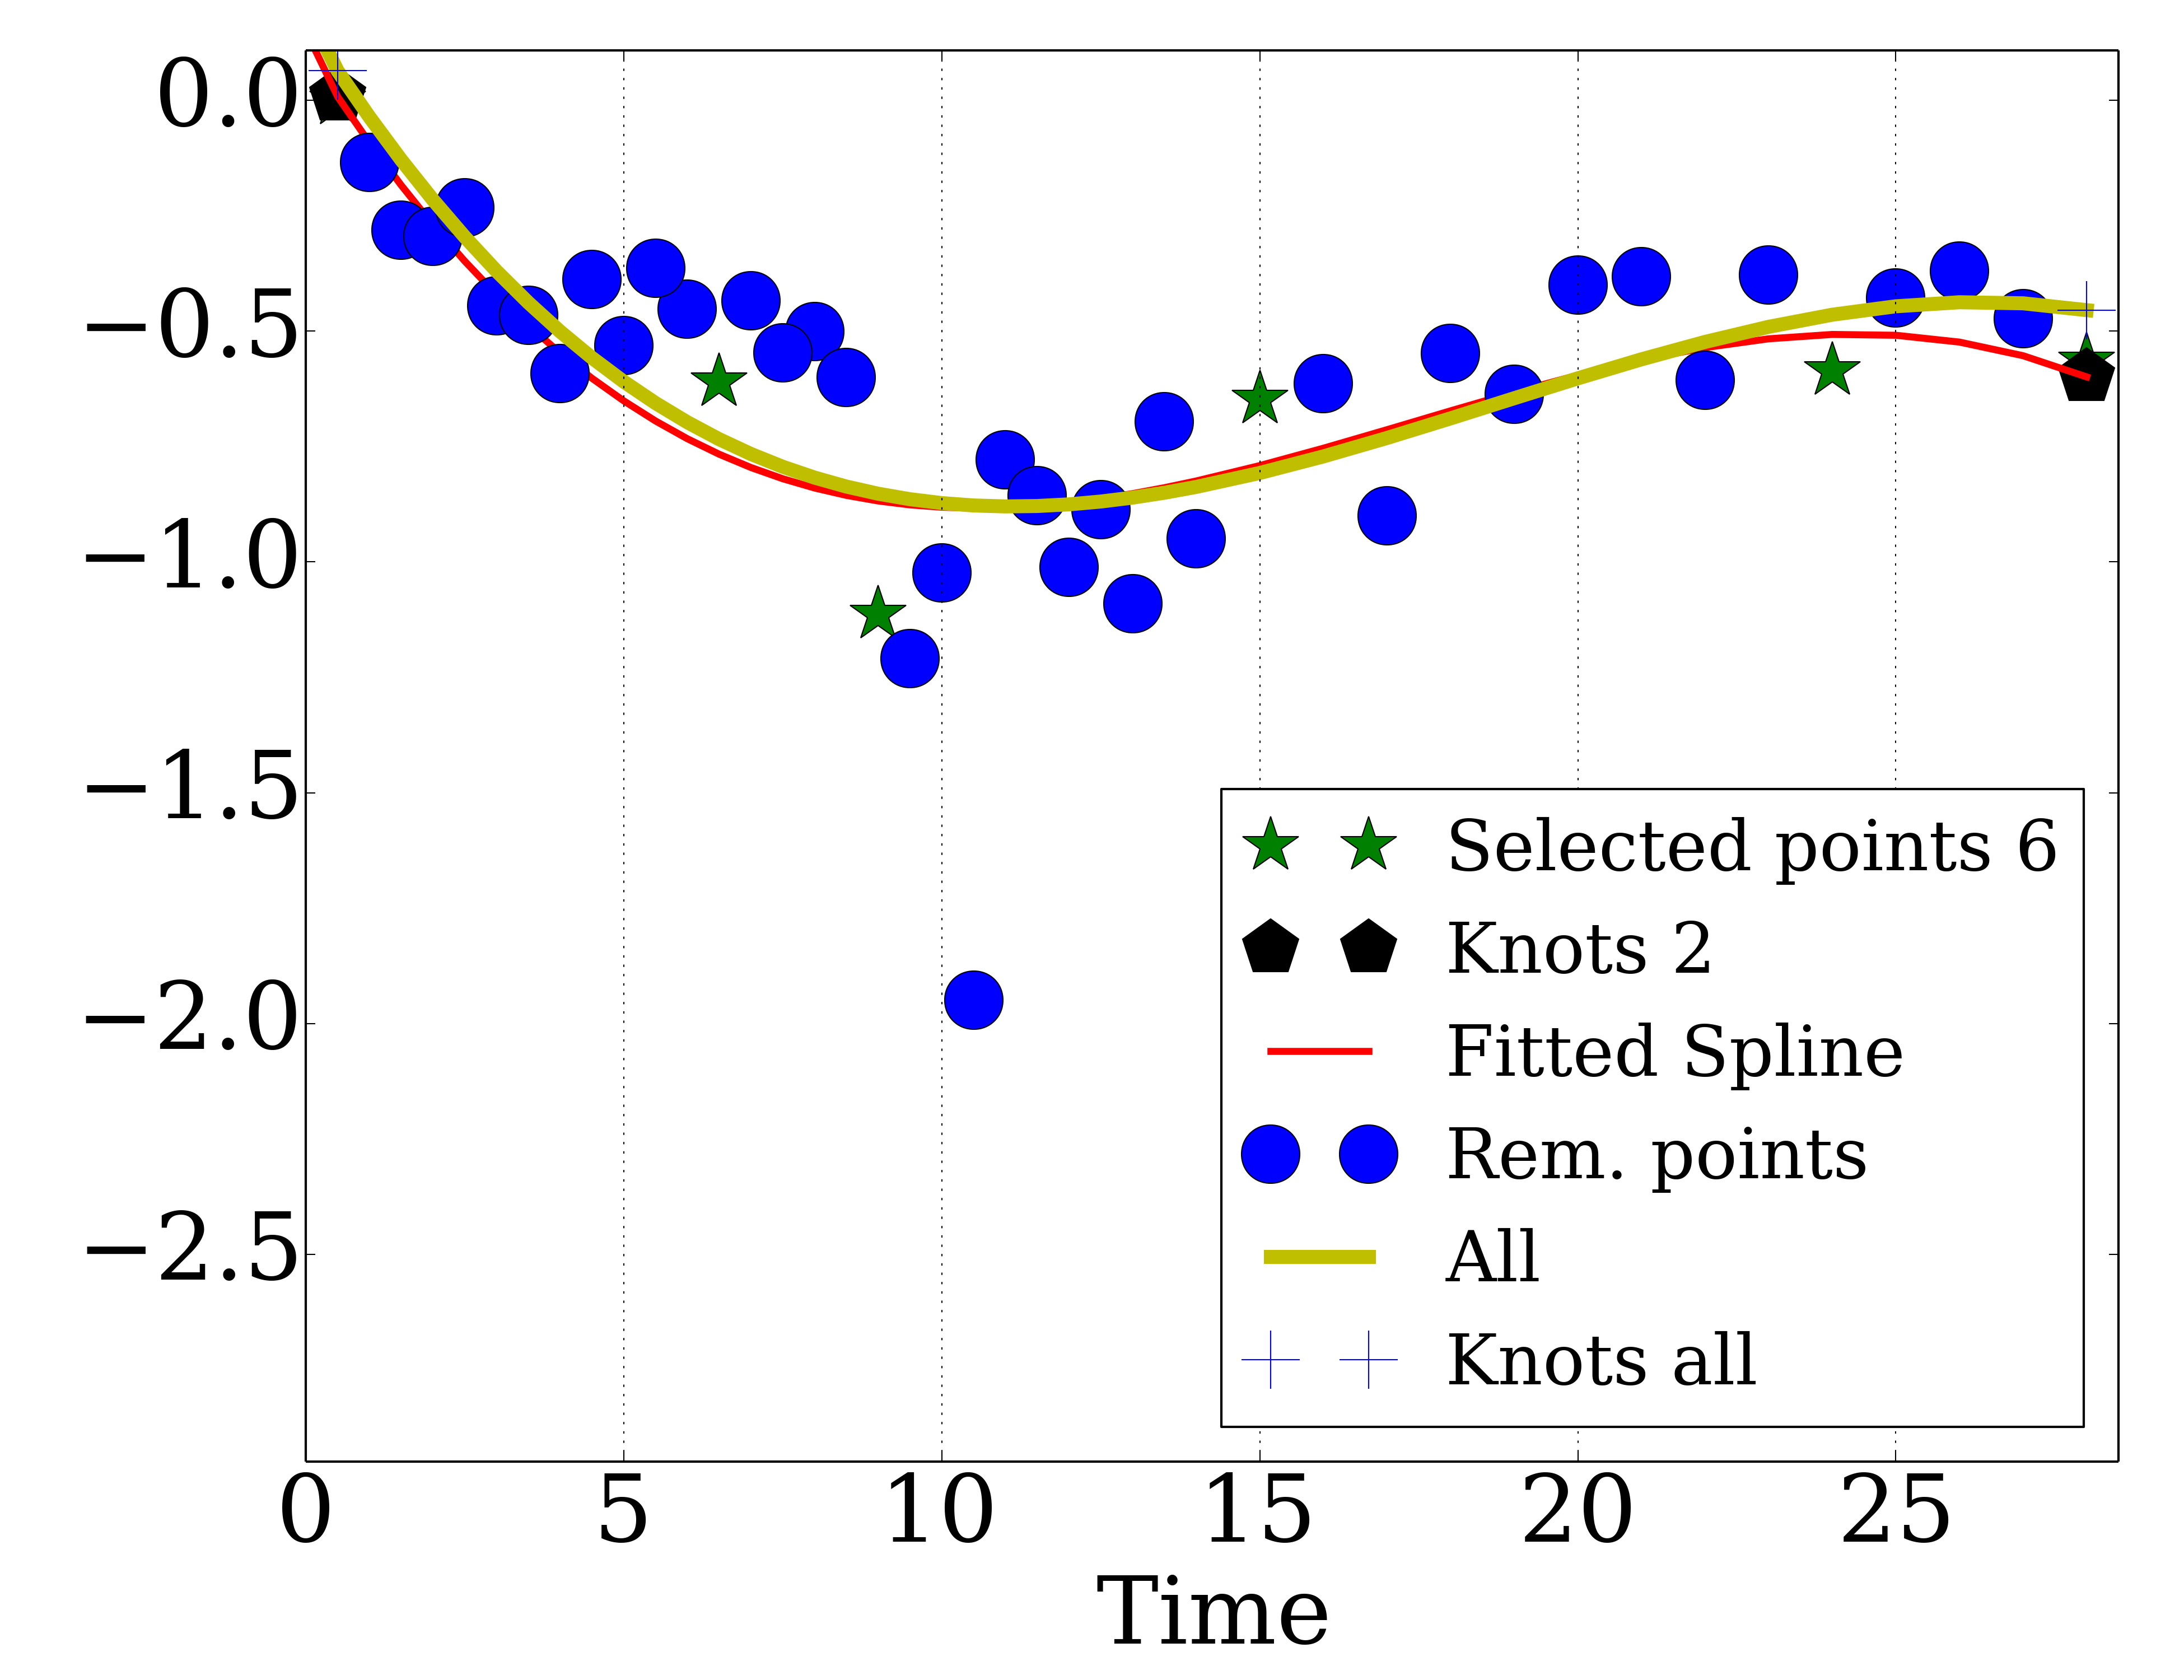 0.0
−0.5
−1.0
−1.5
−2.0
−2.5
Selected points 6
Knots 2
Fitted Spline
Rem. points
All
Knots all
0 5 10 15 20 25
Time